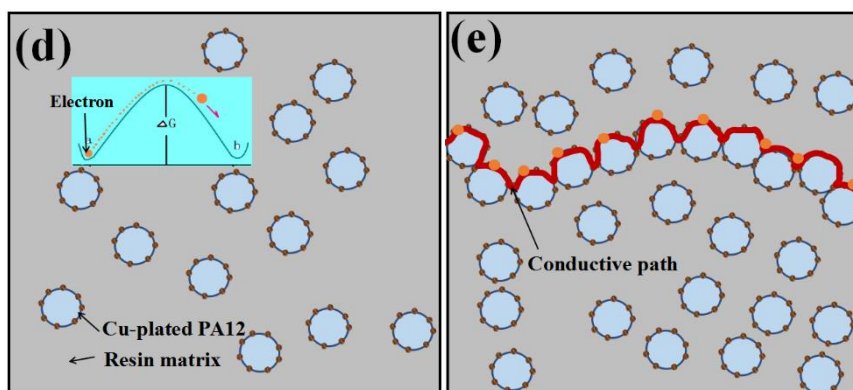 (d)
Electron
a
ΔG
b
Cu-plated PA12
Resin matrix
(e)
Conductive path